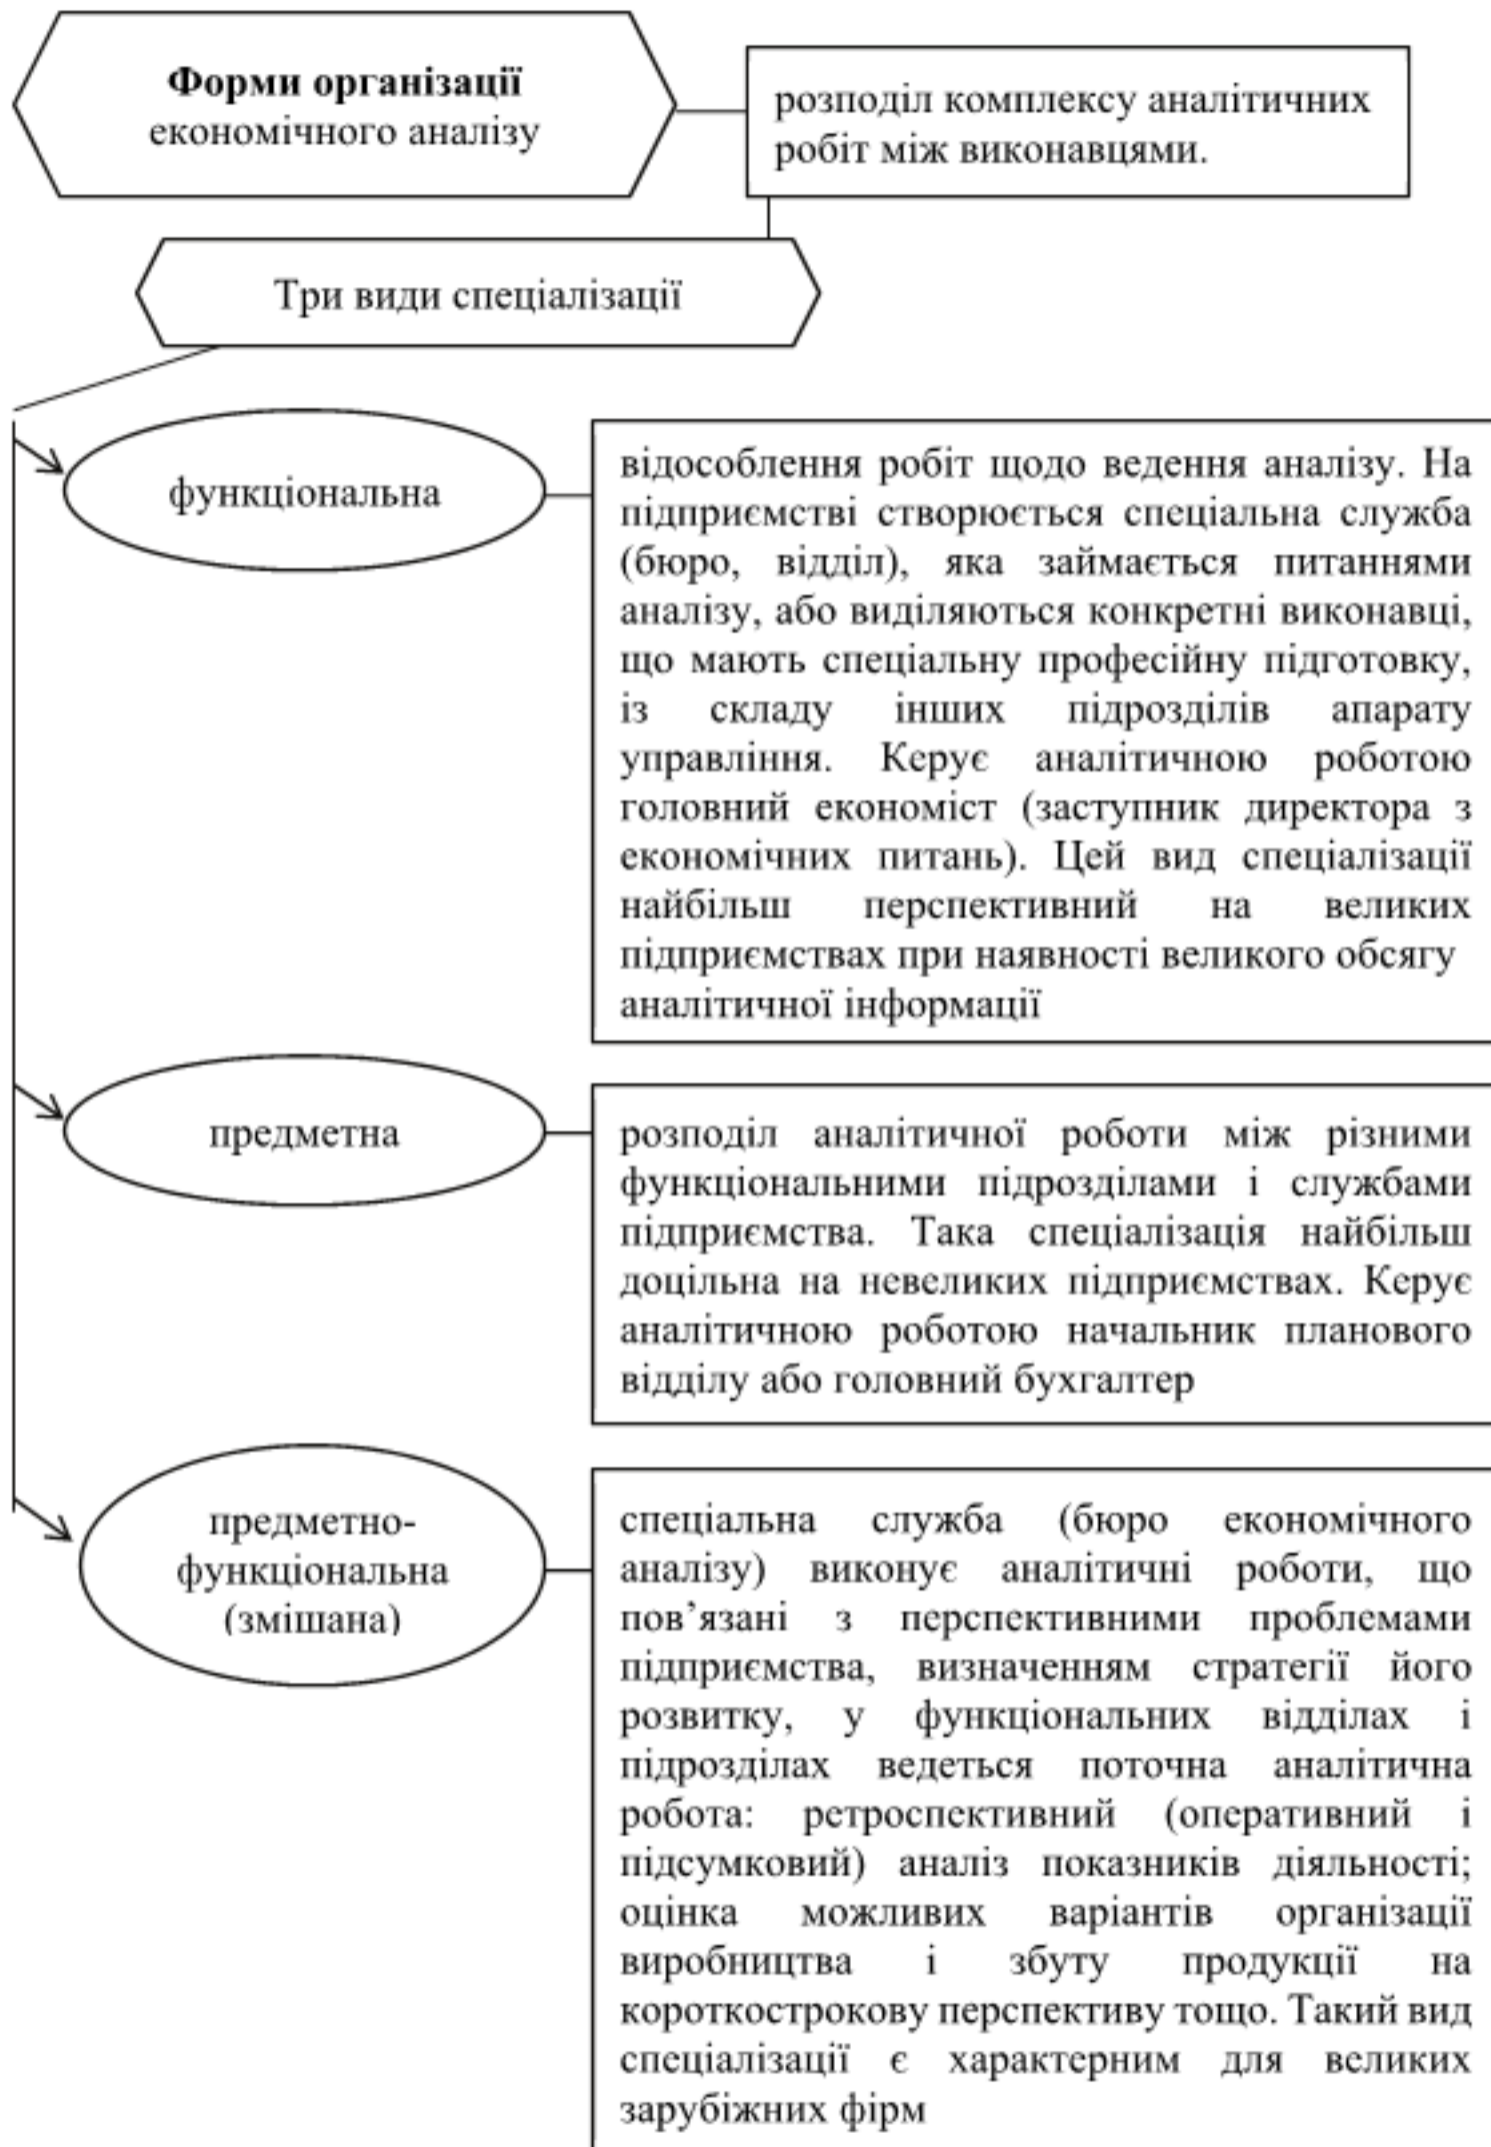 Форми організації
економічного аналізу
розподіл комплексу аналітичних
робіт між виконавцями.
Три види спеціалізації
функціональна
відособлення робіт щодо ведення аналізу. На
підприємстві створюється спеціальна служба
(бюро, відділ), яка займається питаннями
аналізу, або виділяються конкретні виконавці,
що мають спеціальну професійну підготовку,
із складу інших підрозділів апарату
управління. Керує аналітичною роботою
головний економіст (заступник директора з
економічних питань). Цей вид спеціалізації
найбільш перспективний на великих
підприємствах при наявності великого обсягу
аналітичної інформації
предметна
розподіл аналітичної роботи між різними
функціональними підрозділами і службами
підприємства. Така спеціалізація найбільш
доцільна на невеликих підприємствах. Керує
аналітичною роботою начальник планового
відділу або головний бухгалтер
предметно-
функціональна
(змішана)
спеціальна служба (бюро економічного
аналізу) виконує аналітичні роботи, що
пов’язані з перспективними проблемами
підприємства, визначенням стратегії його
розвитку, у функціональних відділах і
підрозділах ведеться поточна аналітична
робота: ретроспективний (оперативний і
підсумковий) аналіз показників діяльності;
оцінка можливих варіантів організації
виробництва і збуту продукції на
короткострокову перспективу тощо. Такий вид
спеціалізації є характерним для великих
зарубіжних фірм